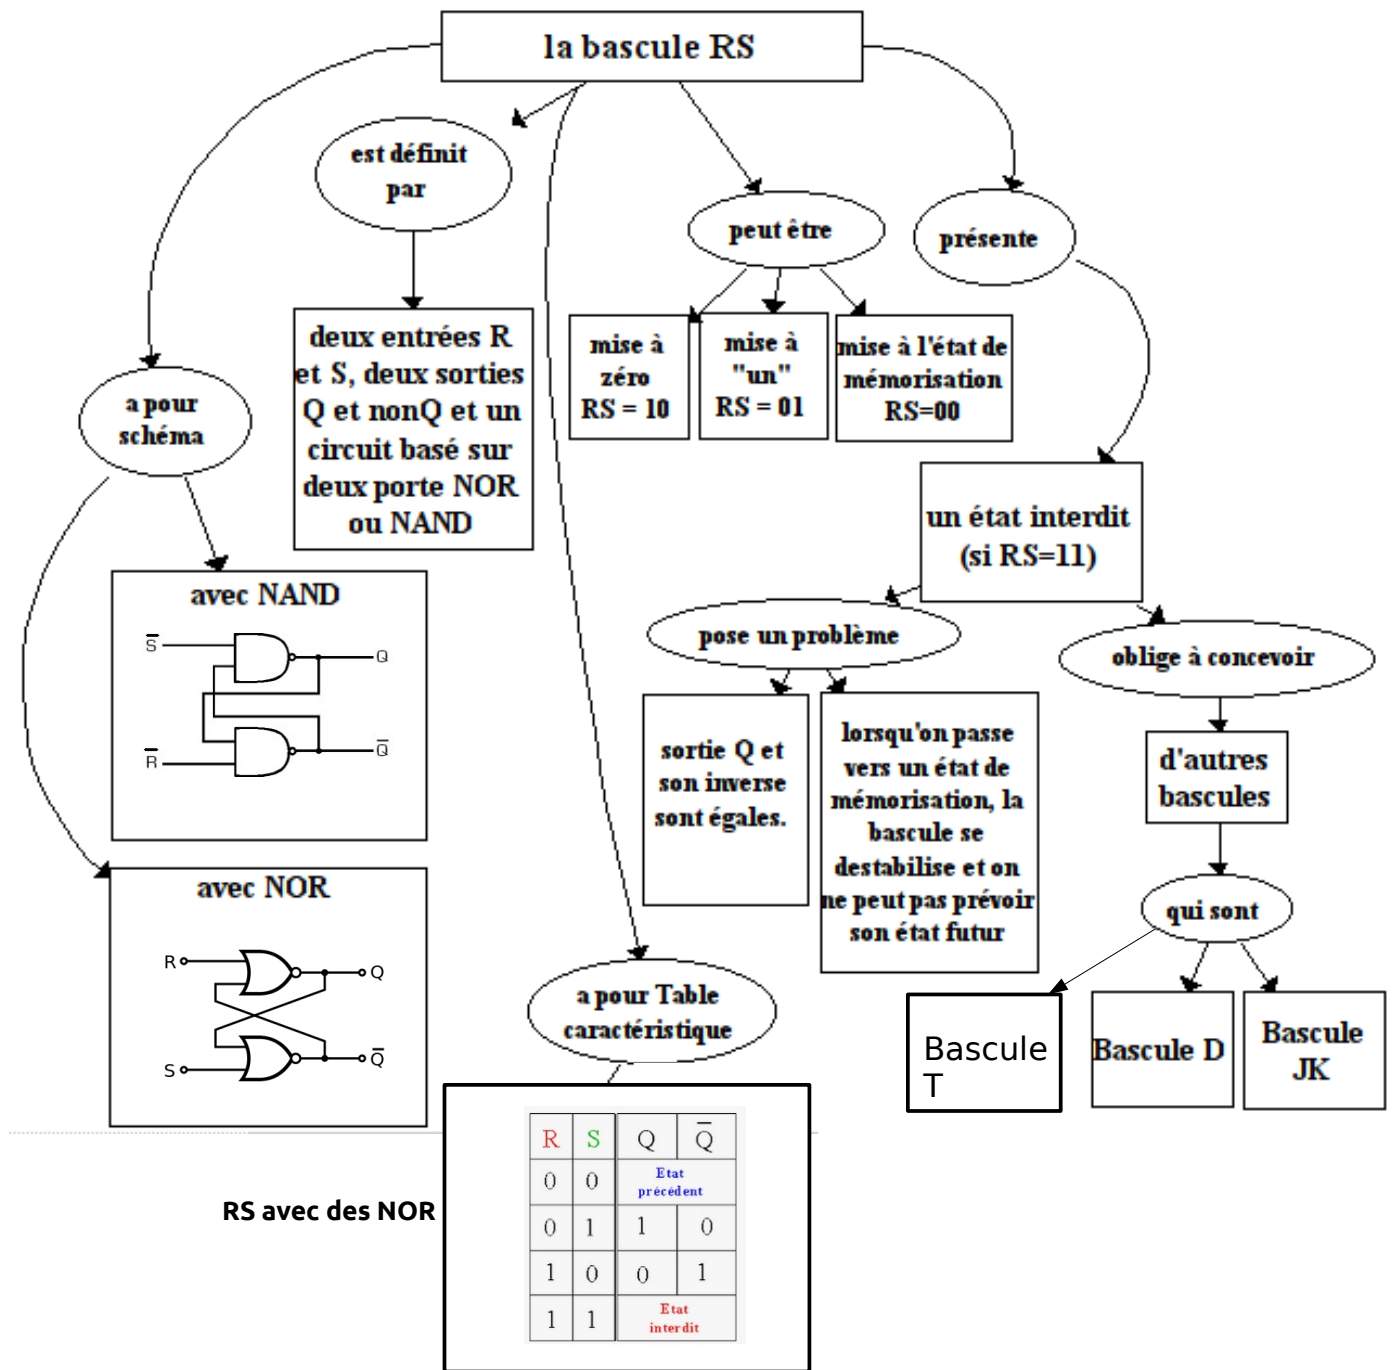 la bascule RS
est définit
par
peut être
présente
deux entrées R
et S, deux sorties
Q et nonQ et un
circuit basé sur
deux porte NOR
ou NAND
mise à
zéro
RS = 10
mise à
"un"
RS = 01
mise à l'état de
mémorisation
RS=00
a pour
schéma
un état interdit
(si RS=11)
avec NAND
S̅
Q
R̅
Q̅
pose un problème
oblige à concevoir
sortie Q et
son inverse
sont égales.
lorsqu'on passe
vers un état de
mémorisation, la
bascule se
destabilise et on
ne peut pas prévoir
son état futur
d'autres
bascules
qui sont
avec NOR
R
Q
S
Q̅
a pour Table
caractéristique
Bascule
T
Bascule D
Bascule
JK
RS avec des NOR
R S Q Q̅
0 0 Etat
précédent
0 1 1 0
1 0 0 1
1 1 Etat
interdit